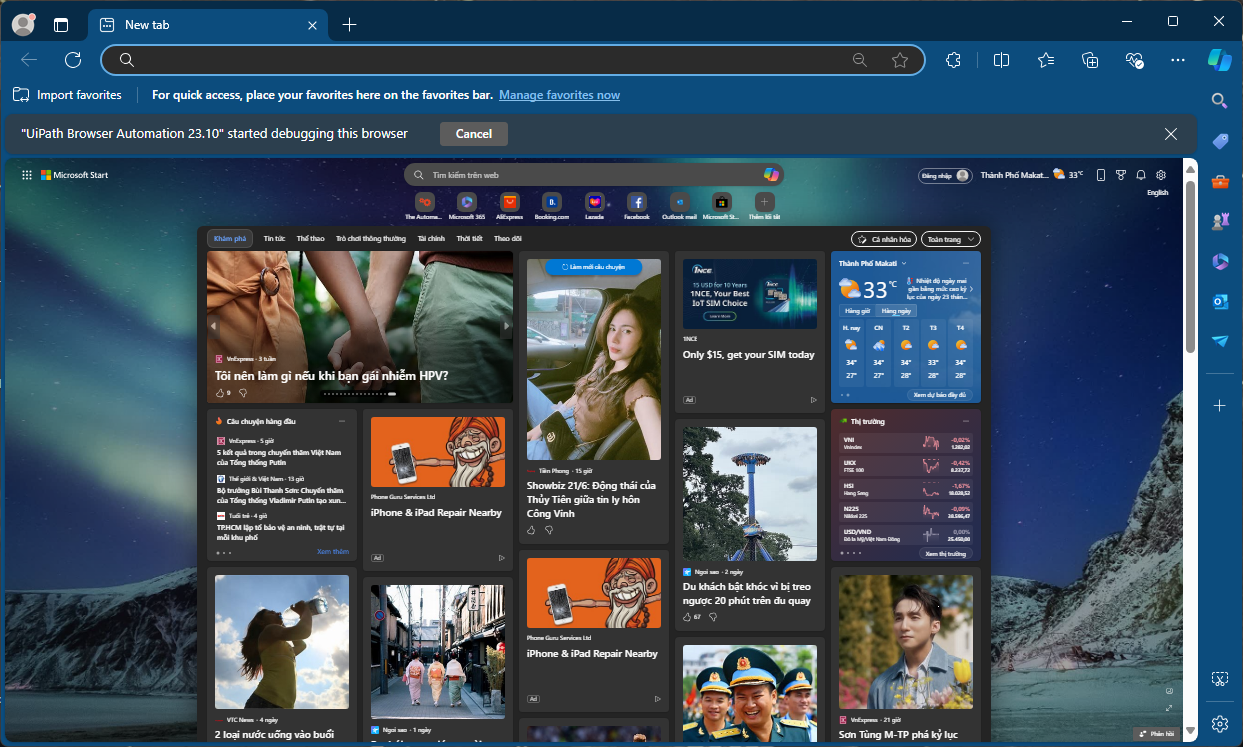 New tab
Import favorites
For quick access, place your favorites here on the favorites bar. Manage favorites now
"UiPath Browser Automation 23.10" started debugging this browser
Cancel
Microsoft Start
Tìm kiếm trên web
Đăng nhập
Thành Phố Makat... 33°C
English
The Automa...
Microsoft 365
AliExpress
Booking.com
Lazada
Facebook
Outlook mail
Microsoft St...
Thêm lối tắt
Khám phá
Tin tức
Thể thao
Trò chơi thông thường
Tài chính
Thời tiết
Theo dõi
Cá nhân hóa
Toàn trang
VnExpress · 3 tuần
Tôi nên làm gì nếu khi bạn gái nhiễm HPV?
9
Làm mới câu chuyện
Tiền Phong · 15 giờ
Showbiz 21/6: Động thái của
Thủy Tiên giữa tin ly hôn
Công Vinh
1NCE
15 USD for 10 Years
1NCE, Your Best
IoT SIM Choice
Learn More
1NCE
Only $15, get your SIM today
Ad
Thành Phố Makati
33°C
Nhiệt độ ngày mai
gần bằng mức cao kỷ
lục của ngày 23 thán...
Hàng giờ
Hàng ngày
H. nay
CN
T2
T3
T4
34°
34°
34°
33°
34°
27°
27°
28°
28°
28°
Xem dự báo đầy đủ
Câu chuyện hàng đầu
VnExpress · 5 giờ
5 kết quả trong chuyến thăm Việt Nam
của Tổng thống Putin
Thế giới & Việt Nam · 13 giờ
Bộ trưởng Bùi Thanh Sơn: Chuyến thăm
của Tổng thống Vladimir Putin tạo xun...
Tuổi trẻ · 4 giờ
TP.HCM lập tổ bảo vệ an ninh, trật tự tại
mỗi khu phố
Xem thêm
Phone Guru Services Ltd
iPhone & iPad Repair Nearby
Ad
Ngoi sao · 2 ngày
Du khách bật khóc vì bị treo
ngược 20 phút trên đu quay
67
Thị trường
VNI
Vnindex
-0,02%
1.282,02
UKX
FTSE 100
-0,42%
8.237,72
HSI
Hang Seng
-1,67%
18.028,52
N225
Nikkei 225
-0,09%
38.596,47
USD/VND
Đô la Mỹ/Việt Nam Đồng
0,00%
25.450,00
Xem thị trường
Phone Guru Services Ltd
iPhone & iPad Repair Nearby
Ad
VTC News · 4 ngày
2 loại nước uống vào buổi
Ngoi sao · 1 ngày
VnExpress · 21 giờ
Sơn Tùng M-TP phá kỷ lục
Phản hồi